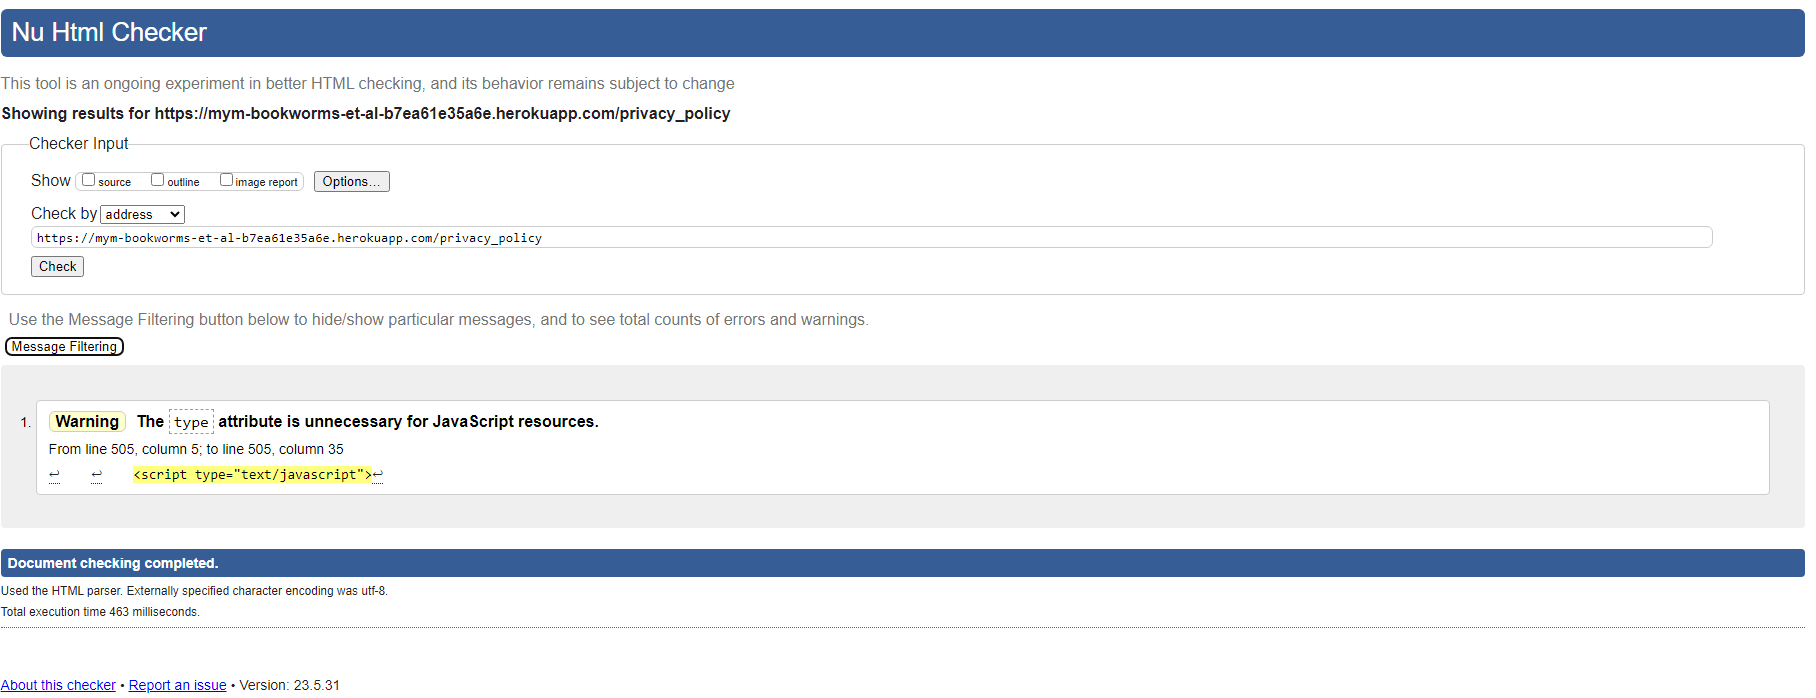 Nu Html Checker
This tool is an ongoing experiment in better HTML checking, and its behavior remains subject to change
Showing results for https://mym-bookworms-et-al-b7ea61e35a6e.herokuapp.com/privacy_policy
Checker Input
Show source outline image report Options...
Check by address
https://mym-bookworms-et-al-b7ea61e35a6e.herokuapp.com/privacy_policy
Check
Use the Message Filtering button below to hide/show particular messages, and to see total counts of errors and warnings.
Message Filtering
1. Warning The type attribute is unnecessary for JavaScript resources.
From line 505, column 5; to line 505, column 35
↩ ↩ <script type="text/javascript">↩
Document checking completed.
Used the HTML parser. Externally specified character encoding was utf-8.
Total execution time 463 milliseconds.
About this checker • Report an issue • Version: 23.5.31